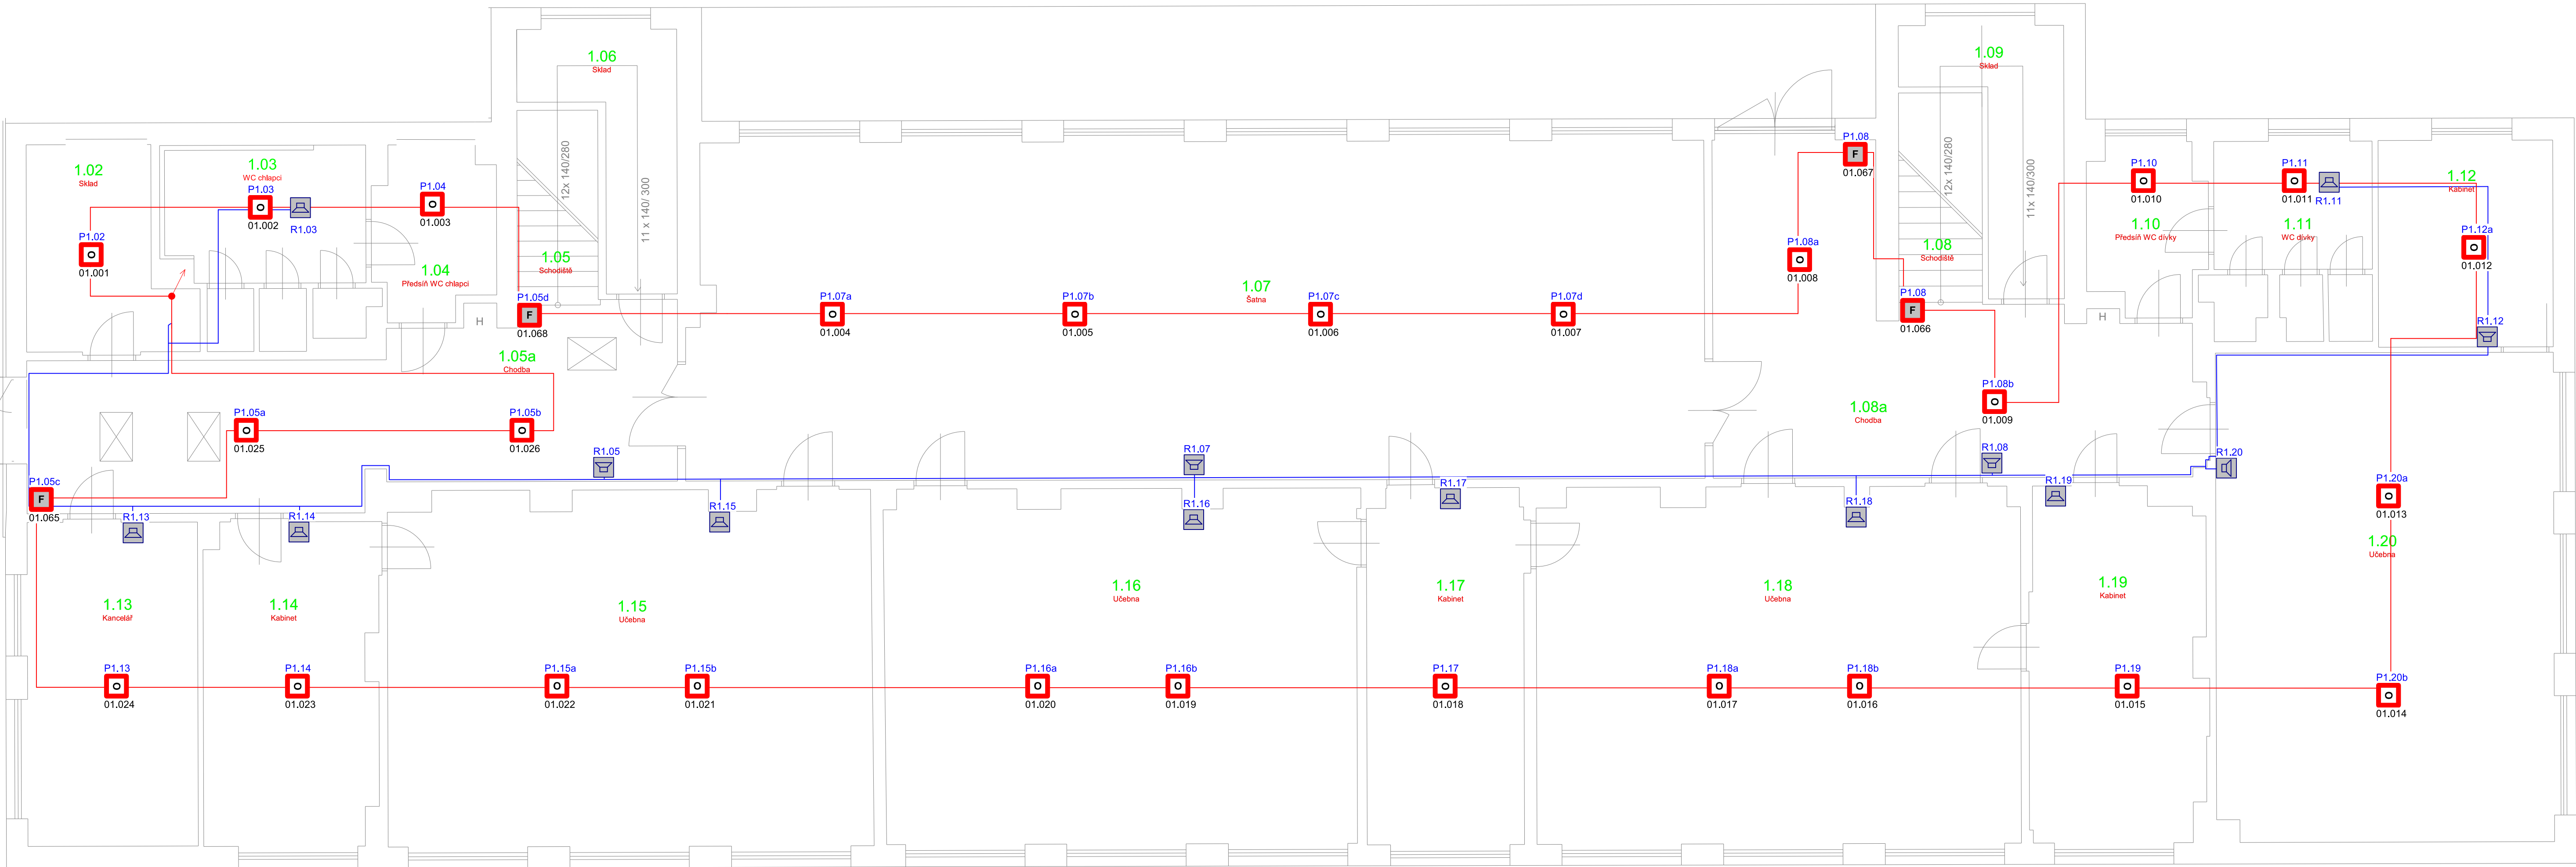 1.06
Sklad
12x 140/280
11 x 140/ 300
1.09
Sklad
12x 140/280
11x 140/300
1.02
Sklad
P1.02
01.001
1.03
WC chlapci
P1.03
01.002
R1.03
P1.04
01.003
1.04
Předsíň WC chlapci
1.05
Schodiště
P1.05d
F
01.068
H
1.05a
Chodba
P1.07a
01.004
P1.07b
01.005
1.07
Šatna
P1.07c
01.006
P1.07d
01.007
P1.08
F
01.067
P1.08a
01.008
1.08
Schodiště
P1.08
F
01.066
P1.10
01.010
1.10
Předsíň WC dívky
H
P1.11
01.011
R1.11
1.11
WC dívky
1.12
Kabinet
P1.12a
01.012
R1.12
P1.05a
01.025
P1.05b
01.026
P1.05c
F
01.065
R1.05
R1.07
1.08a
Chodba
P1.08b
01.009
R1.08
R1.20
R1.13
R1.14
R1.15
R1.16
R1.17
R1.18
R1.19
P1.20a
01.013
1.20
Učebna
1.13
Kancelář
1.14
Kabinet
1.15
Učebna
1.16
Učebna
1.17
Kabinet
1.18
Učebna
1.19
Kabinet
P1.13
01.024
P1.14
01.023
P1.15a
01.022
P1.15b
01.021
P1.16a
01.020
P1.16b
01.019
P1.17
01.018
P1.18a
01.017
P1.18b
01.016
P1.19
01.015
P1.20b
01.014